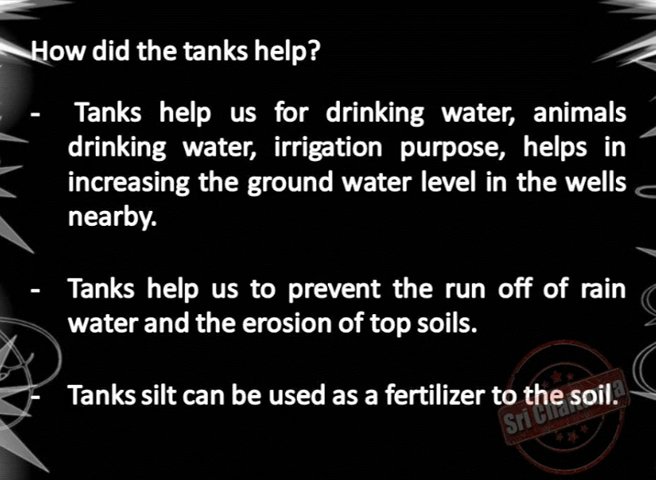 How did the tanks help?
- Tanks help us for drinking water, animals
drinking water, irrigation purpose, helps in
increasing the ground water level in the wells
nearby.
- Tanks help us to prevent the run off of rain
water and the erosion of top soils.
- Tanks silt can be used as a fertilizer to the soil.
Sri